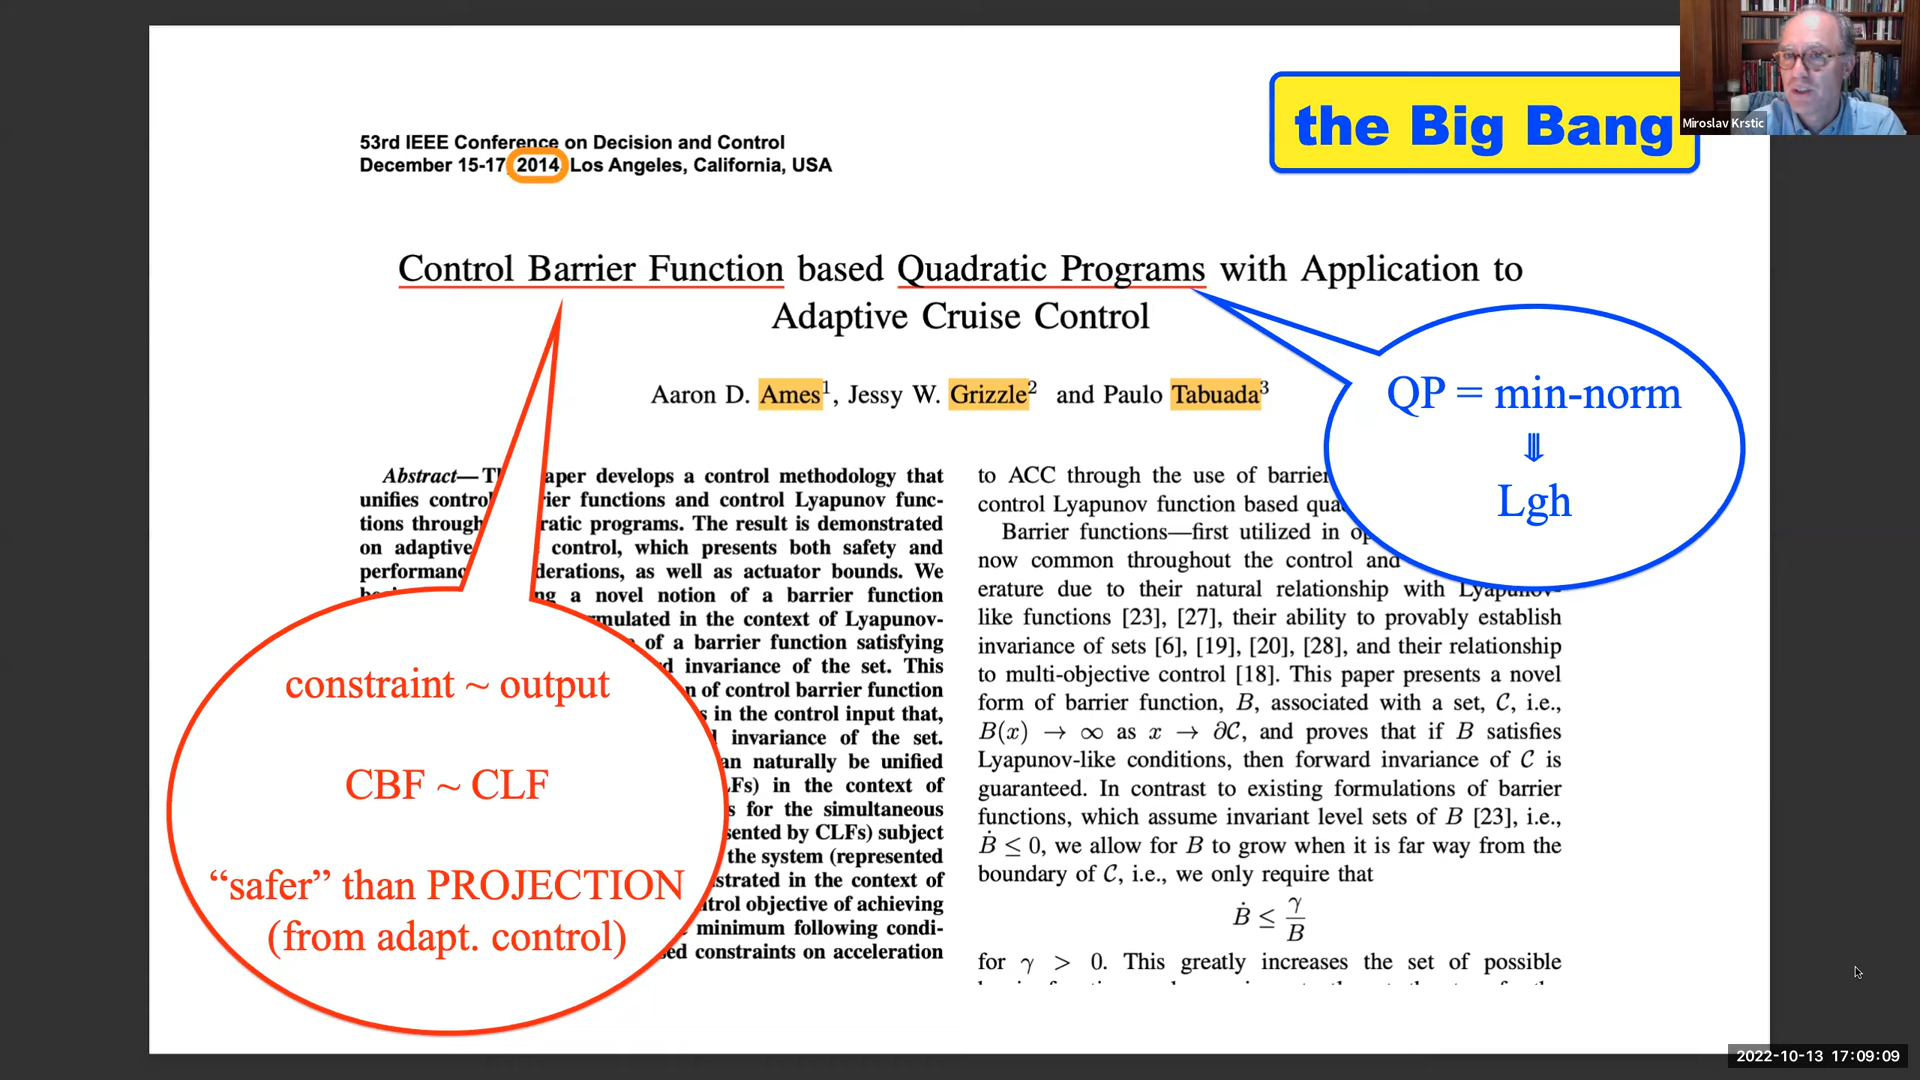 the Big Bang
Miroslav Krstic
53rd IEEE Conference on Decision and Control
December 15-17, 2014. Los Angeles, California, USA
Control Barrier Function based Quadratic Programs with Application to
Adaptive Cruise Control
Aaron D. Ames¹, Jessy W. Grizzle² and Paulo Tabuada³
QP = min-norm
⇓
Lgh
constraint ~ output
CBF ~ CLF
“safer” than PROJECTION
(from adapt. control)
Abstract— aper develops a control methodology that
unifies control rier functions and control Lyapunov func-
tions through ratic programs. The result is demonstrated
on adaptive control, which presents both safety and
performanc derations, as well as actuator bounds. We
ng a novel notion of a barrier function
mulated in the context of Lyapunov-
of a barrier function satisfying
d invariance of the set. This
n of control barrier function
s in the control input that,
invariance of the set.
an naturally be unified
LFs) in the context of
s for the simultaneous
sented by CLFs) subject
the system (represented
strated in the context of
ntrol objective of achieving
minimum following condi-
ed constraints on acceleration
to ACC through the use of barrier
control Lyapunov function based qua
Barrier functions—first utilized in op
now common throughout the control and
erature due to their natural relationship with Lyapunov-
like functions [23], [27], their ability to provably establish
invariance of sets [6], [19], [20], [28], and their relationship
to multi-objective control [18]. This paper presents a novel
form of barrier function, B, associated with a set, C, i.e.,
B(x) → ∞ as x → ∂C, and proves that if B satisfies
Lyapunov-like conditions, then forward invariance of C is
guaranteed. In contrast to existing formulations of barrier
functions, which assume invariant level sets of B [23], i.e.,
Ḃ ≤ 0, we allow for B to grow when it is far way from the
boundary of C, i.e., we only require that
Ḃ ≤ γ/B
for γ > 0. This greatly increases the set of possible
2022-10-13 17:09:09